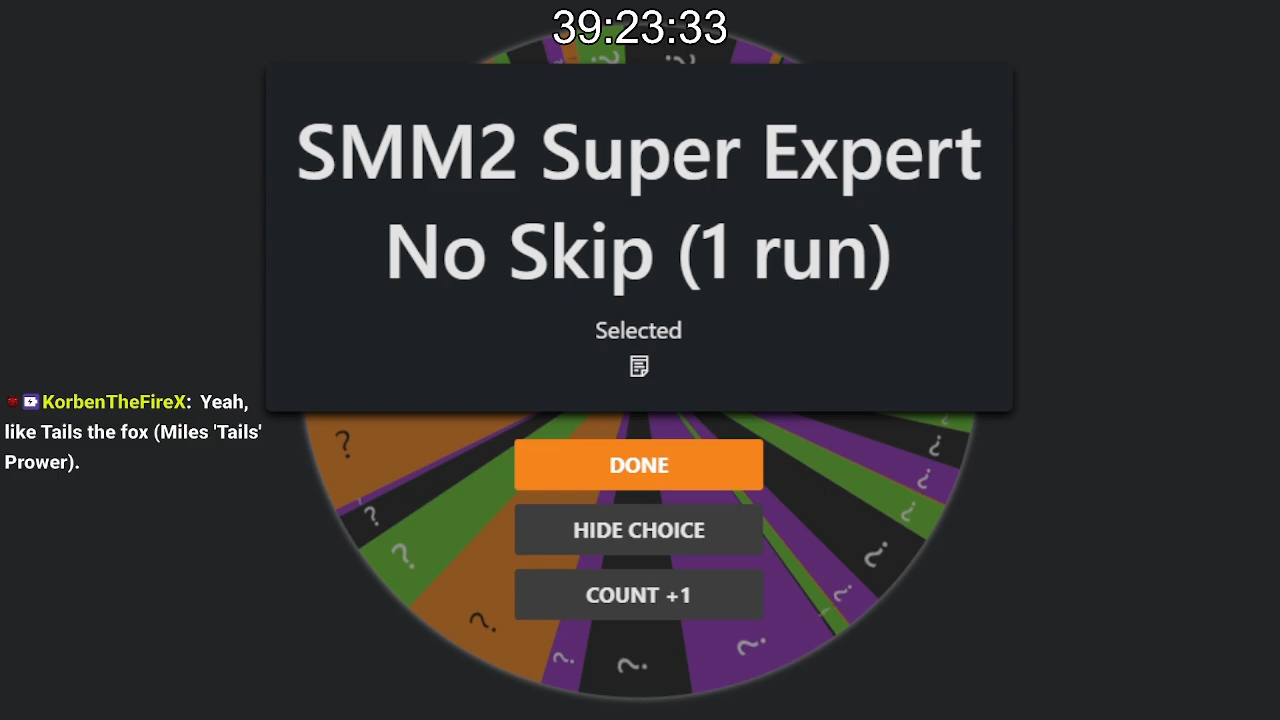 39:23:33
SMM2 Super Expert
No Skip (1 run)
Selected
KorbenTheFireX: Yeah,
like Tails the fox (Miles 'Tails'
Prower).
DONE
HIDE CHOICE
COUNT +1
?
?
?
?
?
?
?
?
?
?
?
?